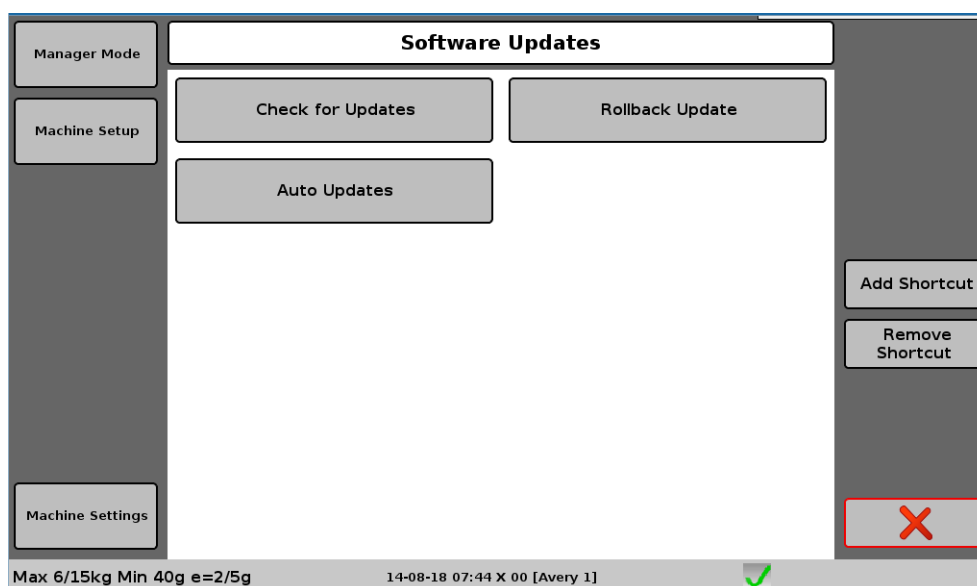 Manager Mode
Software Updates
Check for Updates
Rollback Update
Machine Setup
Auto Updates
Add Shortcut
Remove
Shortcut
Machine Settings
Max 6/15kg Min 40g e=2/5g
14-08-18 07:44 X 00 [Avery 1]